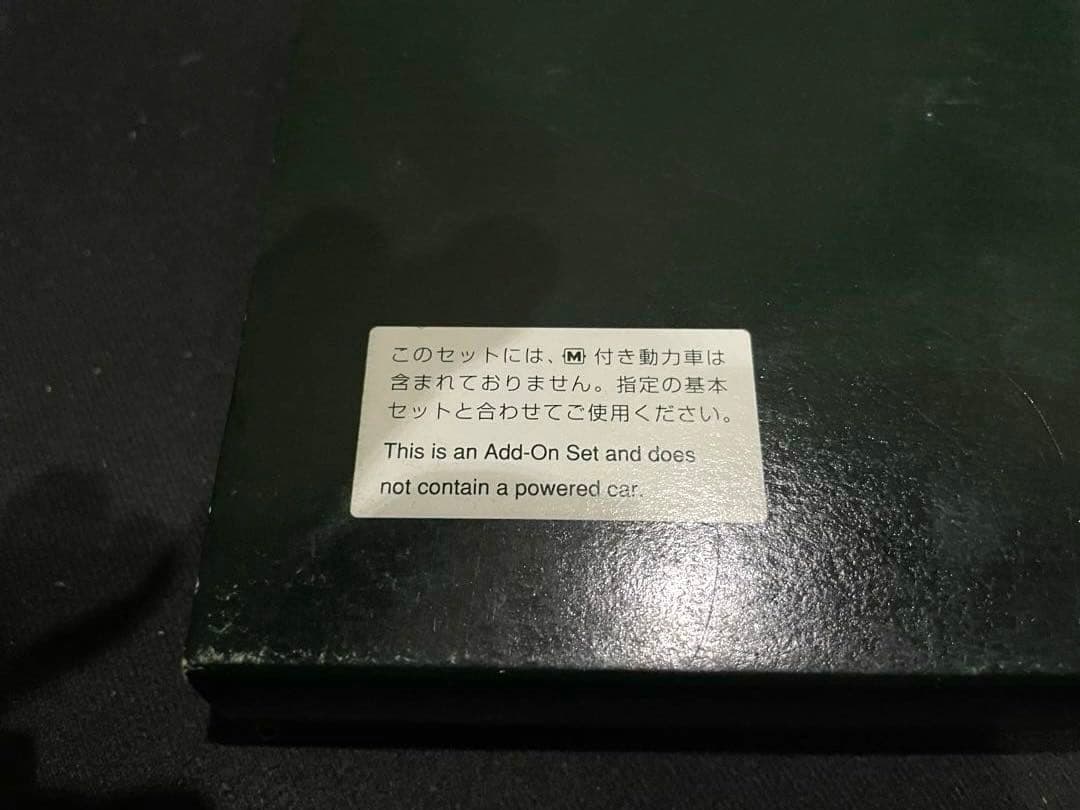 このセットには、M付き動力車は
含まれておりません。指定の基本
セットと合わせてご使用ください。
This is an Add-On Set and does
not contain a powered car.